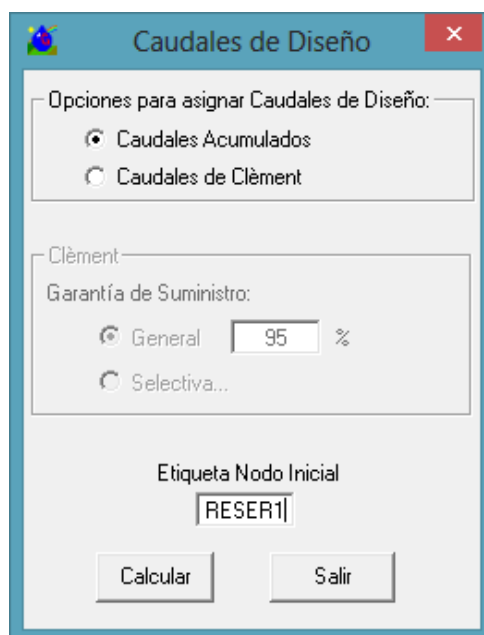 Caudales de Diseño
Opciones para asignar Caudales de Diseño:
Caudales Acumulados
Caudales de Clèment
Clèment
Garantía de Suministro:
General 95 %
Selectiva...
Etiqueta Nodo Inicial
RESER1
Calcular Salir